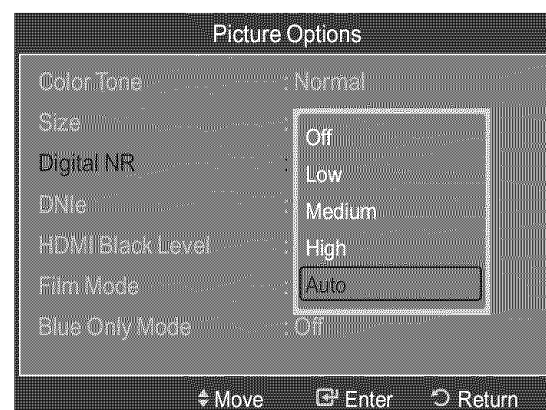 Picture Options
Color Tone : Normal
Size :
Digital NR :
DNIe :
HDMI Black Level :
Film Mode :
Blue Only Mode : Off
Off
Low
Medium
High
Auto
Move Enter Return